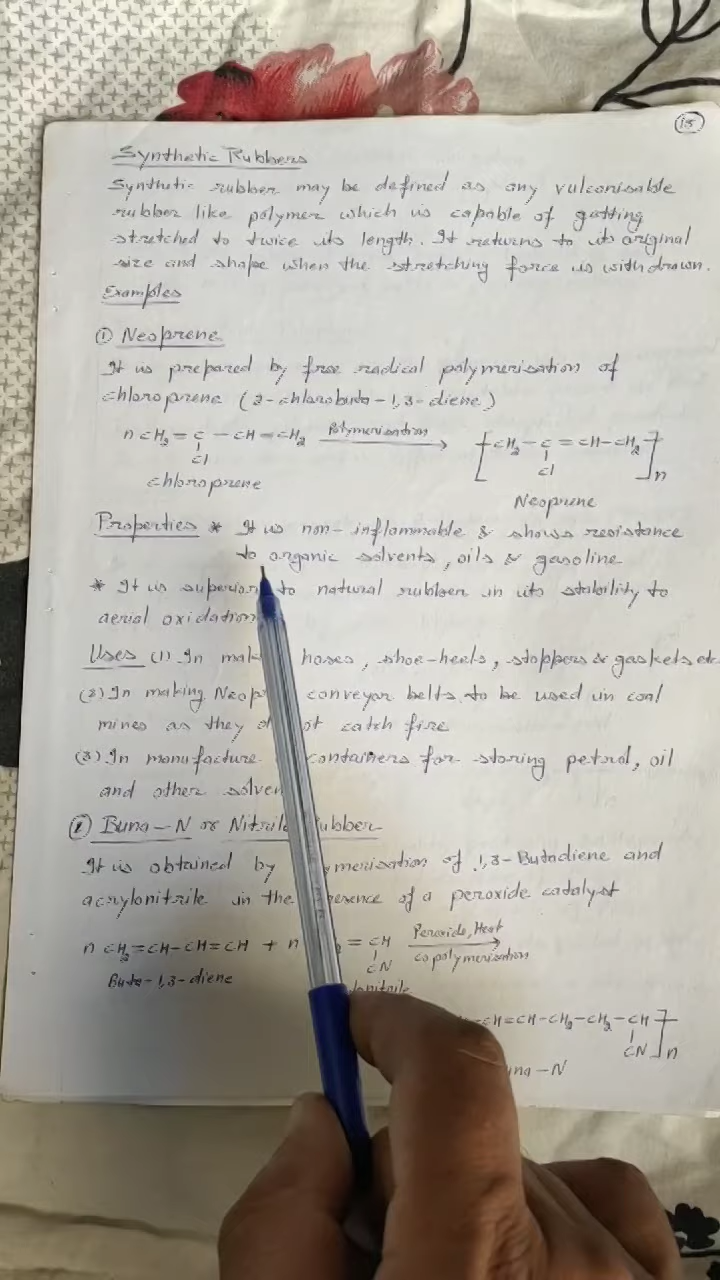 15
Synthetic Rubbers
Synthetic rubber may be defined as any vulconisable
rubber like polymer which is capable of getting
stretched to twice its length. It returns to its original
size and shape when the stretching force is withdrawn.
Examples
① Neoprene
It is prepared by free radical polymerisation of
chloroprene (2-chlorobuta-1,3-diene)
n CH₂=C-CH=CH₂ Polymerisation → [CH₂-C=CH-CH₂]n
Cl Cl
chloroprene
Neoprene
Properties * It is non-inflammable & shows resistance
to organic solvents, oils & gasoline
* It is superior to natural rubber in its stability to
aerial oxidation
Uses (1) In mak hoses, shoe-heels, stoppers & gaskets etc
(2) In making Neop conveyor belts to be used in coal
mines as they catch fire
(3) In manufacture containers for storing petrol, oil
and other solven
② Buna-N or Nitrile Rubber
It is obtained by ymerisation of 1,3-Butadiene and
acrylonitrile in the presence of a peroxide catalyst
n CH₂=CH-CH=CH + n = CH Peroxide, Heat →
CN copolymerisation
Buta-1,3-diene lonitrile
-CH=CH-CH₂-CH₂-CH]n
CN
una-N